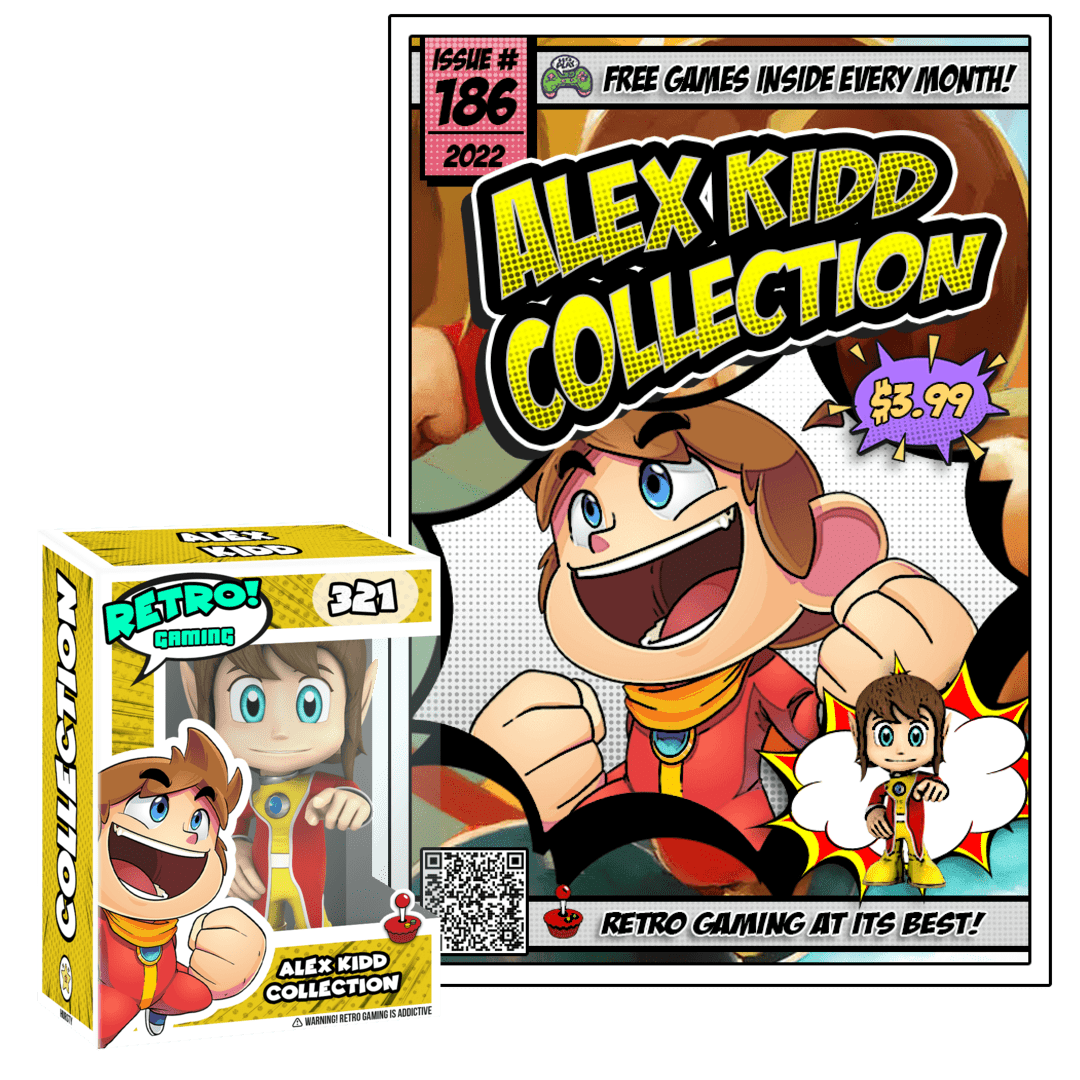 ISSUE #
186
2022
FREE GAMES INSIDE EVERY MONTH!
ALEX KIDD
COLLECTION
$3.99
RETRO GAMING AT ITS BEST!
ALEX
KIDD
COLLECTION
RETRO!
GAMING
321
ALEX KIDD
COLLECTION
WARNING! RETRO GAMING IS ADDICTIVE